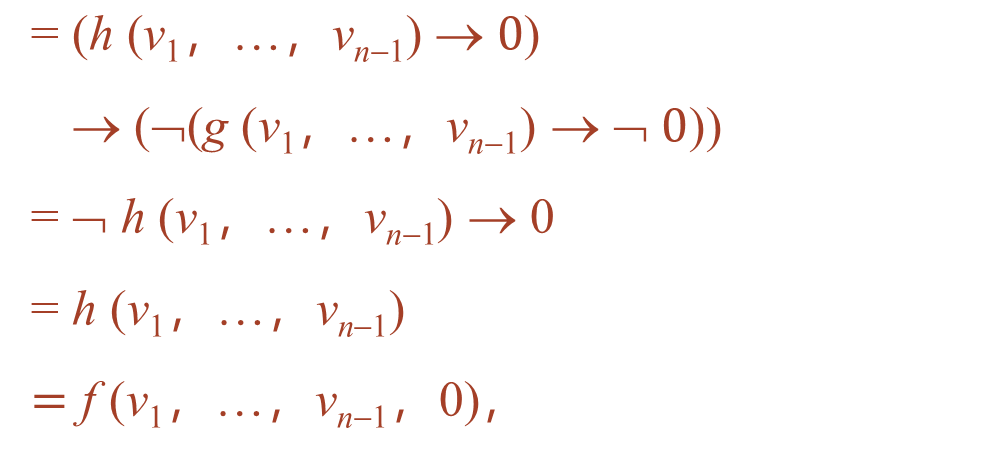 = (h (v₁, …, vₙ₋₁) → 0)
→ (¬(g (v₁, …, vₙ₋₁) → ¬ 0))
= ¬ h (v₁, …, vₙ₋₁) → 0
= h (v₁, …, vₙ₋₁)
= f (v₁, …, vₙ₋₁, 0),